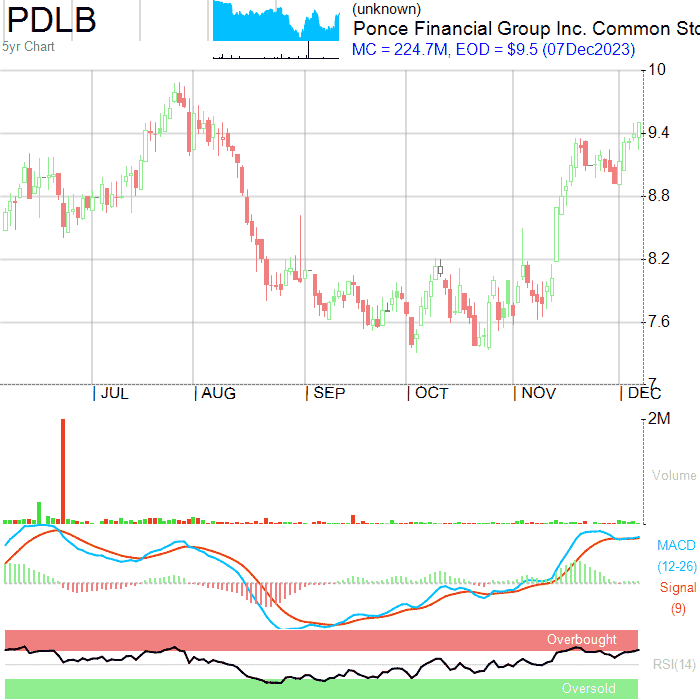 PDLB
(unknown)
Ponce Financial Group Inc. Common Sto
5yr Chart
MC = 224.7M, EOD = $9.5 (07Dec2023)
10
9.4
8.8
8.2
7.6
7
| JUL | AUG | SEP | OCT | NOV | DEC
2M
Volume
MACD
(12-26)
Signal
(9)
Overbought
RSI(14)
Oversold